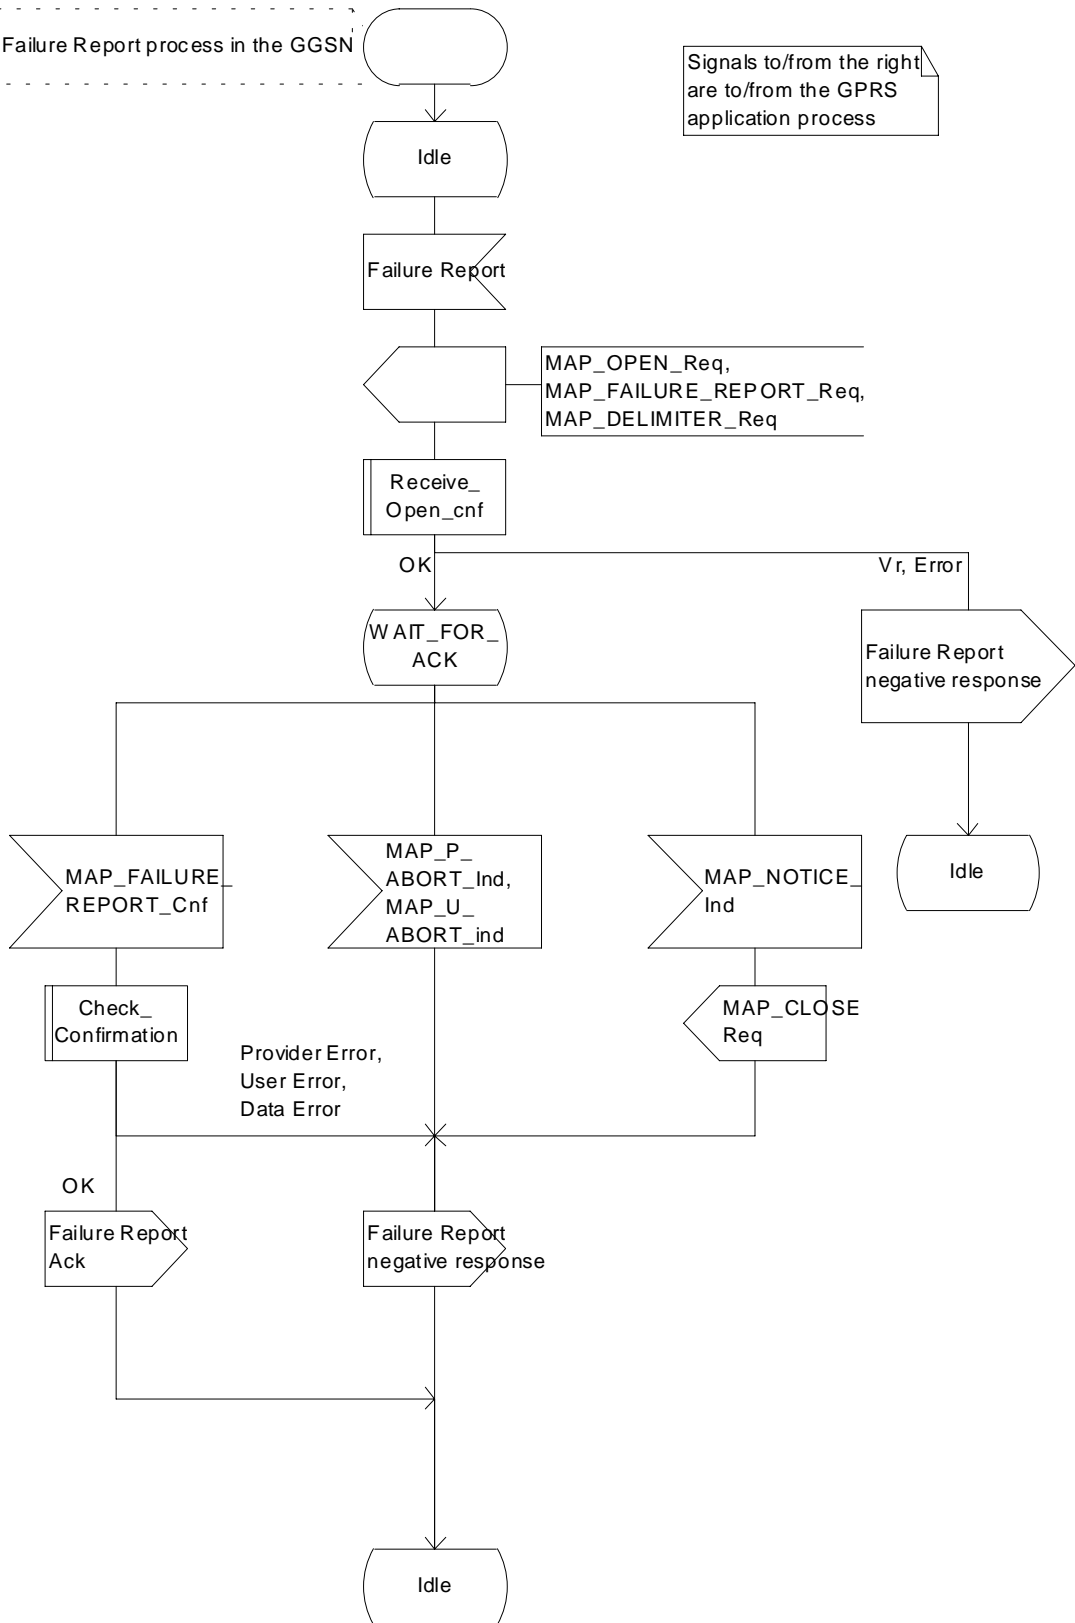 Failure Report process in the GGSN
Signals to/from the right
are to/from the GPRS
application process
Idle
Failure Report
MAP_OPEN_Req,
MAP_FAILURE_REPORT_Req,
MAP_DELIMITER_Req
Receive_
Open_cnf
OK
Vr, Error
WAIT_FOR_
ACK
Failure Report
negative response
Idle
MAP_FAILURE_
REPORT_Cnf
MAP_P_
ABORT_Ind,
MAP_U_
ABORT_ind
MAP_NOTICE_
Ind
Check_
Confirmation
MAP_CLOSE
Req
Provider Error,
User Error,
Data Error
OK
Failure Report
Ack
Failure Report
negative response
Idle